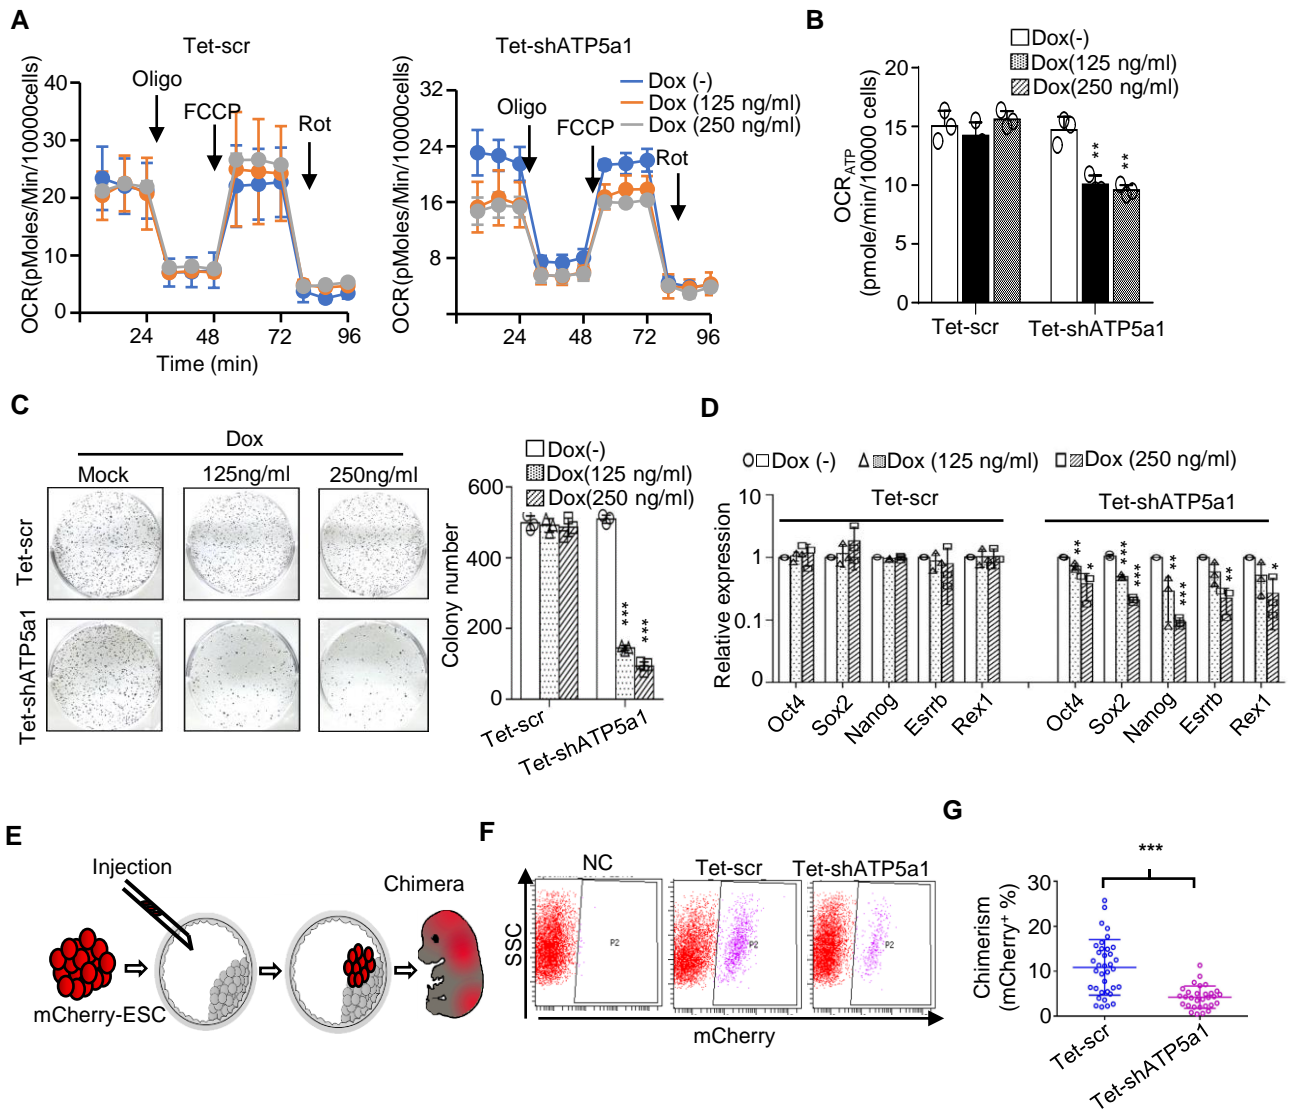 A
Tet-scr
OCR(pMoles/Min/10000cells)
40
30
20
10
0
Oligo
FCCP
Rot
24
48
72
96
Time (min)
Tet-shATP5a1
OCR(pMoles/Min/10000cells)
32
24
16
8
Oligo
FCCP
Rot
Dox (-)
Dox (125 ng/ml)
Dox (250 ng/ml)
24
48
72
96
B
Dox(-)
Dox(125 ng/ml)
Dox(250 ng/ml)
OCRATP
(pmole/min/10000 cells)
20
15
10
5
0
**
**
Tet-scr
Tet-shATP5a1
C
Dox
Mock
125ng/ml
250ng/ml
Tet-scr
Tet-shATP5a1
Dox(-)
Dox(125 ng/ml)
Dox(250 ng/ml)
Colony number
600
400
200
0
***
***
Tet-scr
Tet-shATP5a1
D
Dox (-)
Dox (125 ng/ml)
Dox (250 ng/ml)
Tet-scr
Tet-shATP5a1
Relative expression
10
1
0.1
0
**
*
***
***
**
***
**
*
Oct4
Sox2
Nanog
Esrrb
Rex1
Oct4
Sox2
Nanog
Esrrb
Rex1
E
Injection
mCherry-ESC
Chimera
F
NC
Tet-scr
Tet-shATP5a1
SSC
P2
P2
P2
mCherry
G
***
Chimerism
(mCherry+ %)
30
20
10
0
Tet-scr
Tet-shATP5a1